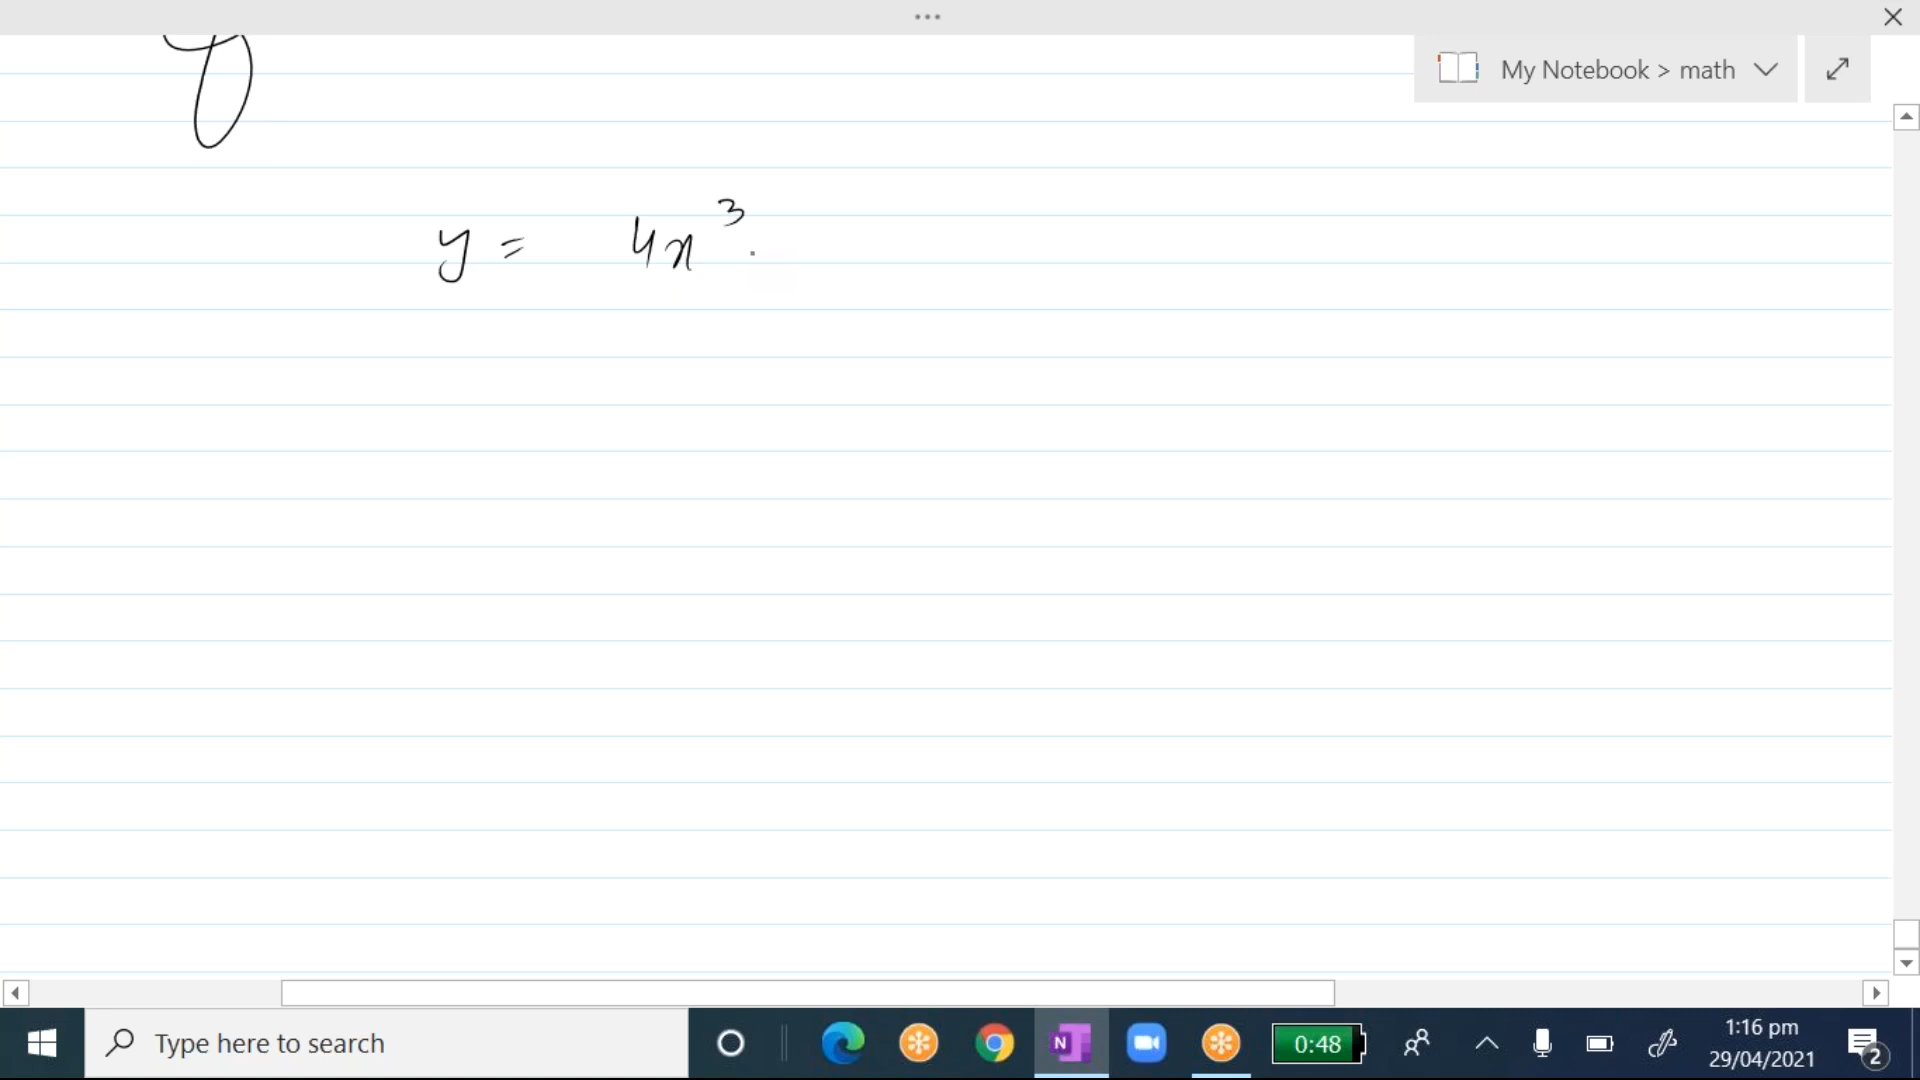 ...
My Notebook > math
y = 4x³.
Type here to search
N
0:48
1:16 pm
29/04/2021
2